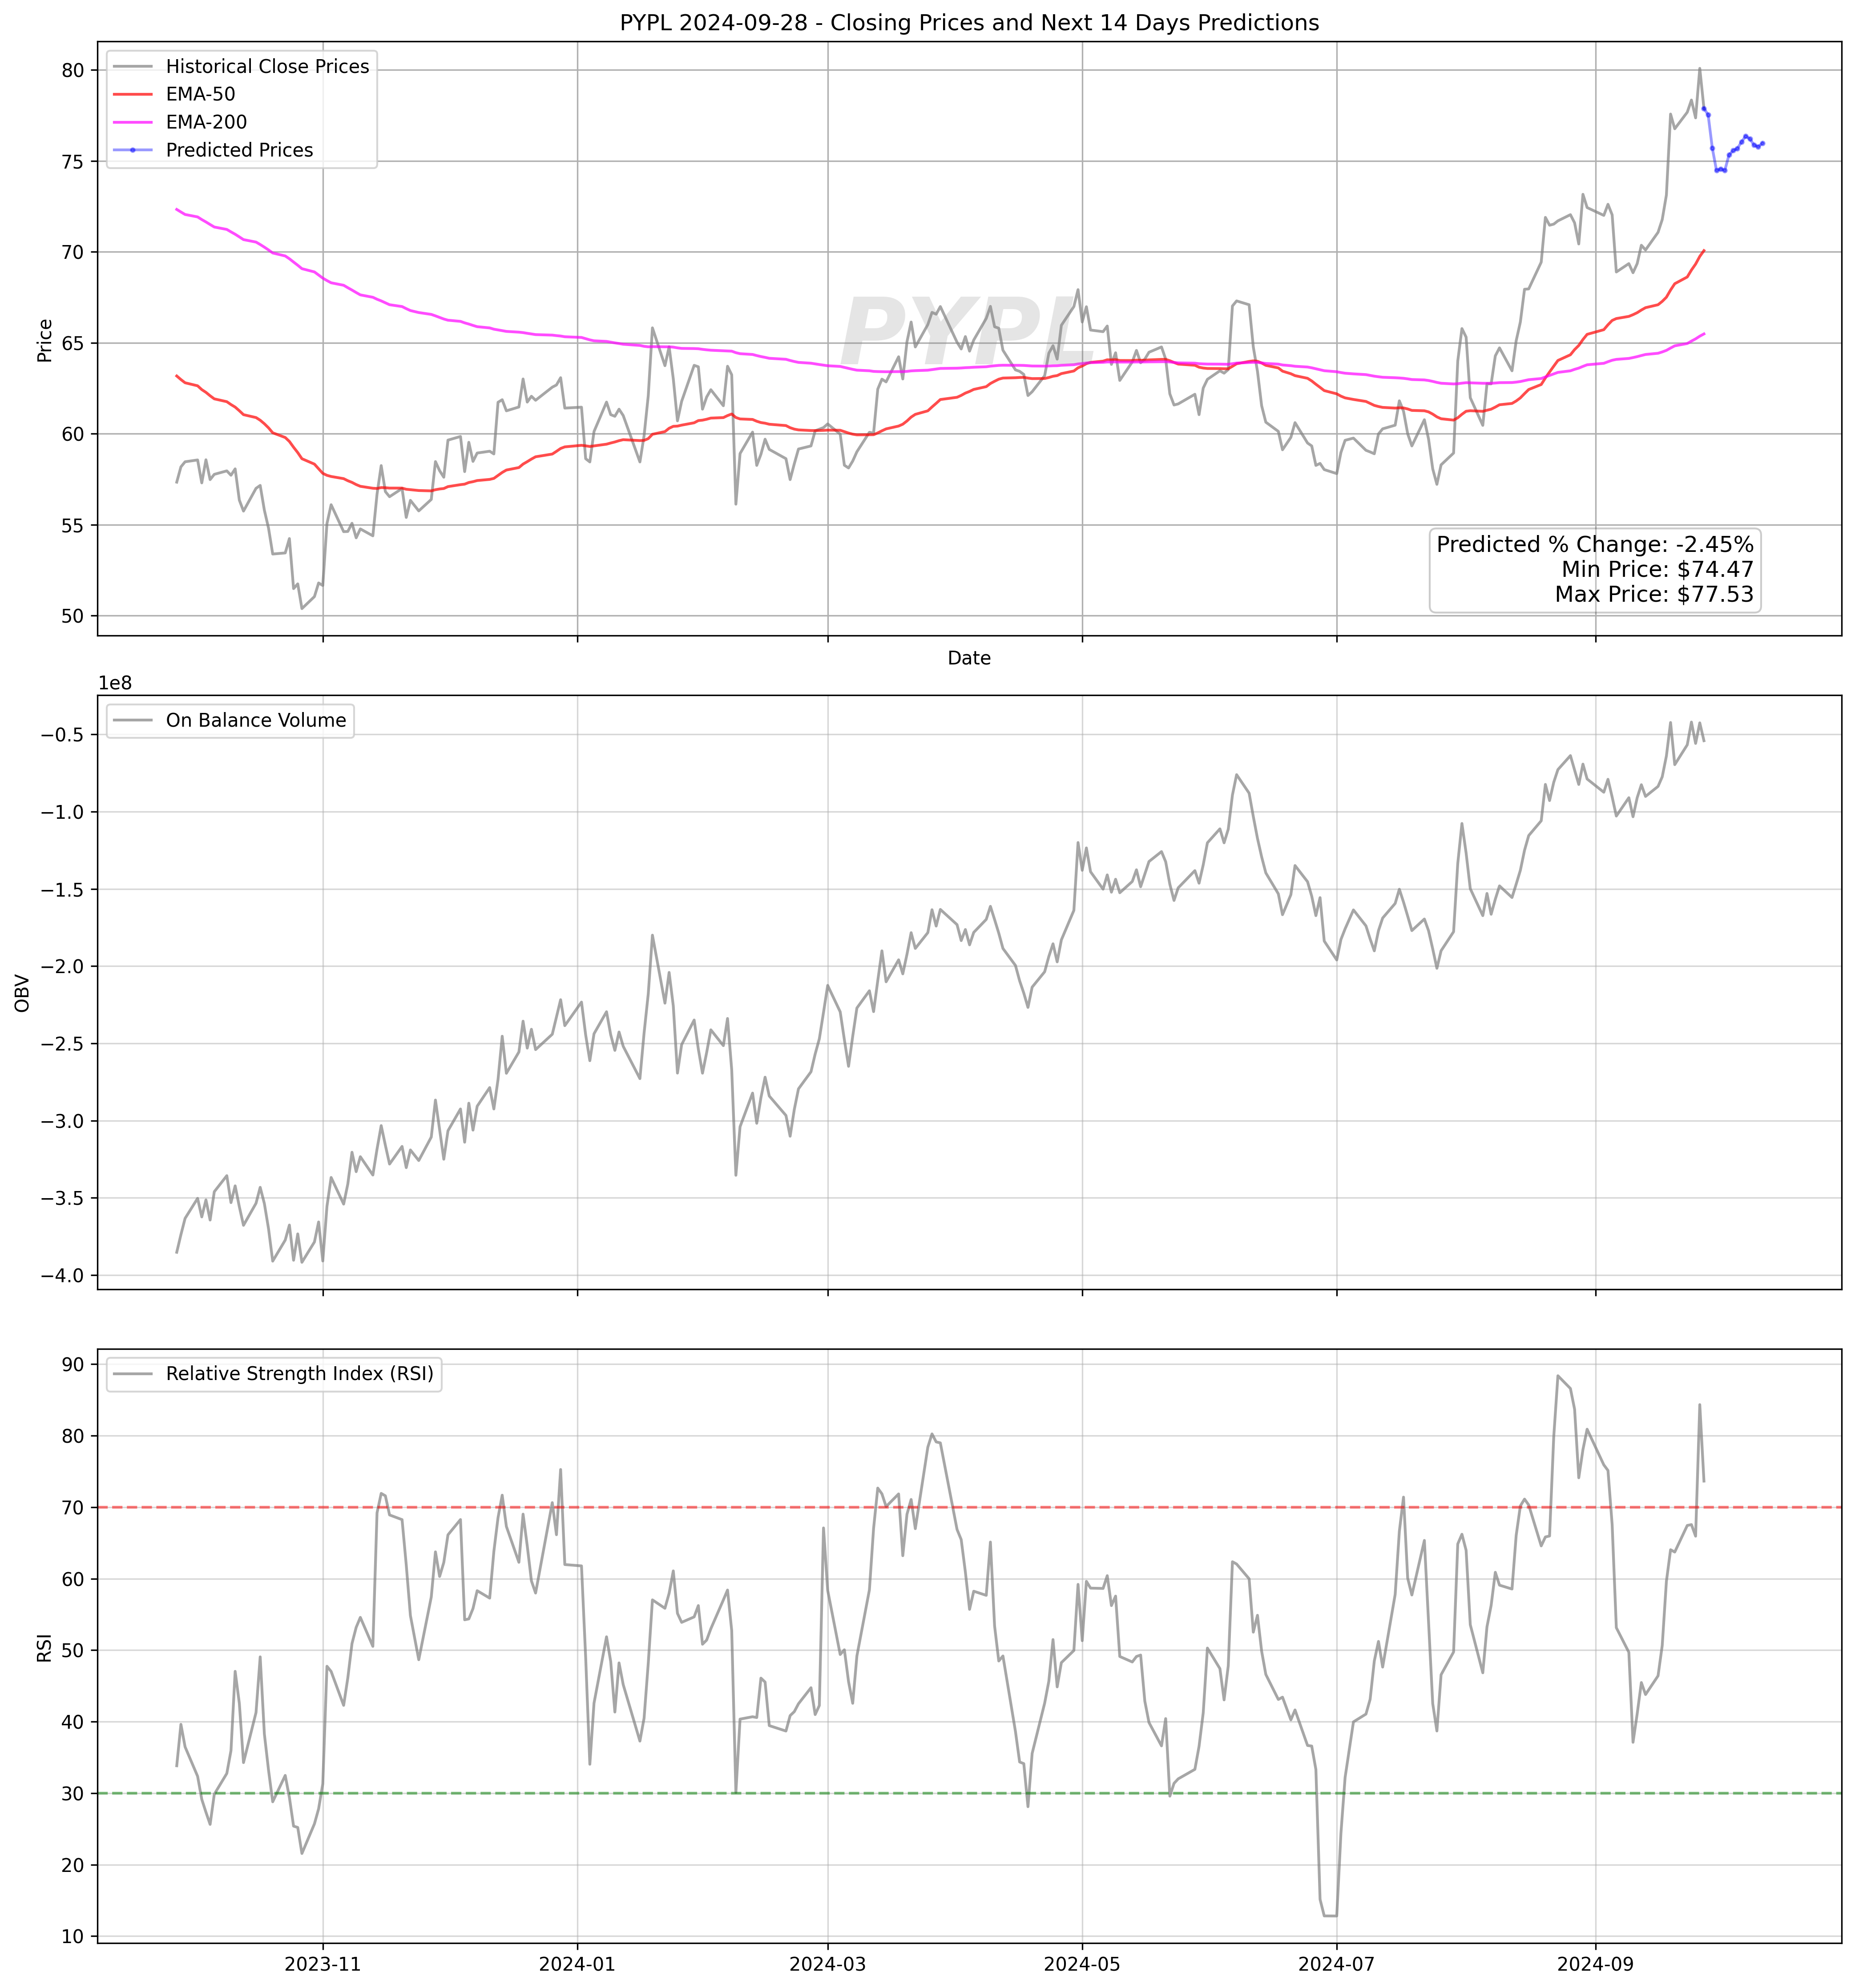 PYPL 2024-09-28 - Closing Prices and Next 14 Days Predictions
Historical Close Prices
EMA-50
EMA-200
Predicted Prices
80
75
70
65
60
55
50
Price
PYPL
Predicted % Change: -2.45%
Min Price: $74.47
Max Price: $77.53
Date
1e8
On Balance Volume
−0.5
−1.0
−1.5
−2.0
−2.5
−3.0
−3.5
−4.0
OBV
Relative Strength Index (RSI)
90
80
70
60
50
40
30
20
10
RSI
2023-11
2024-01
2024-03
2024-05
2024-07
2024-09